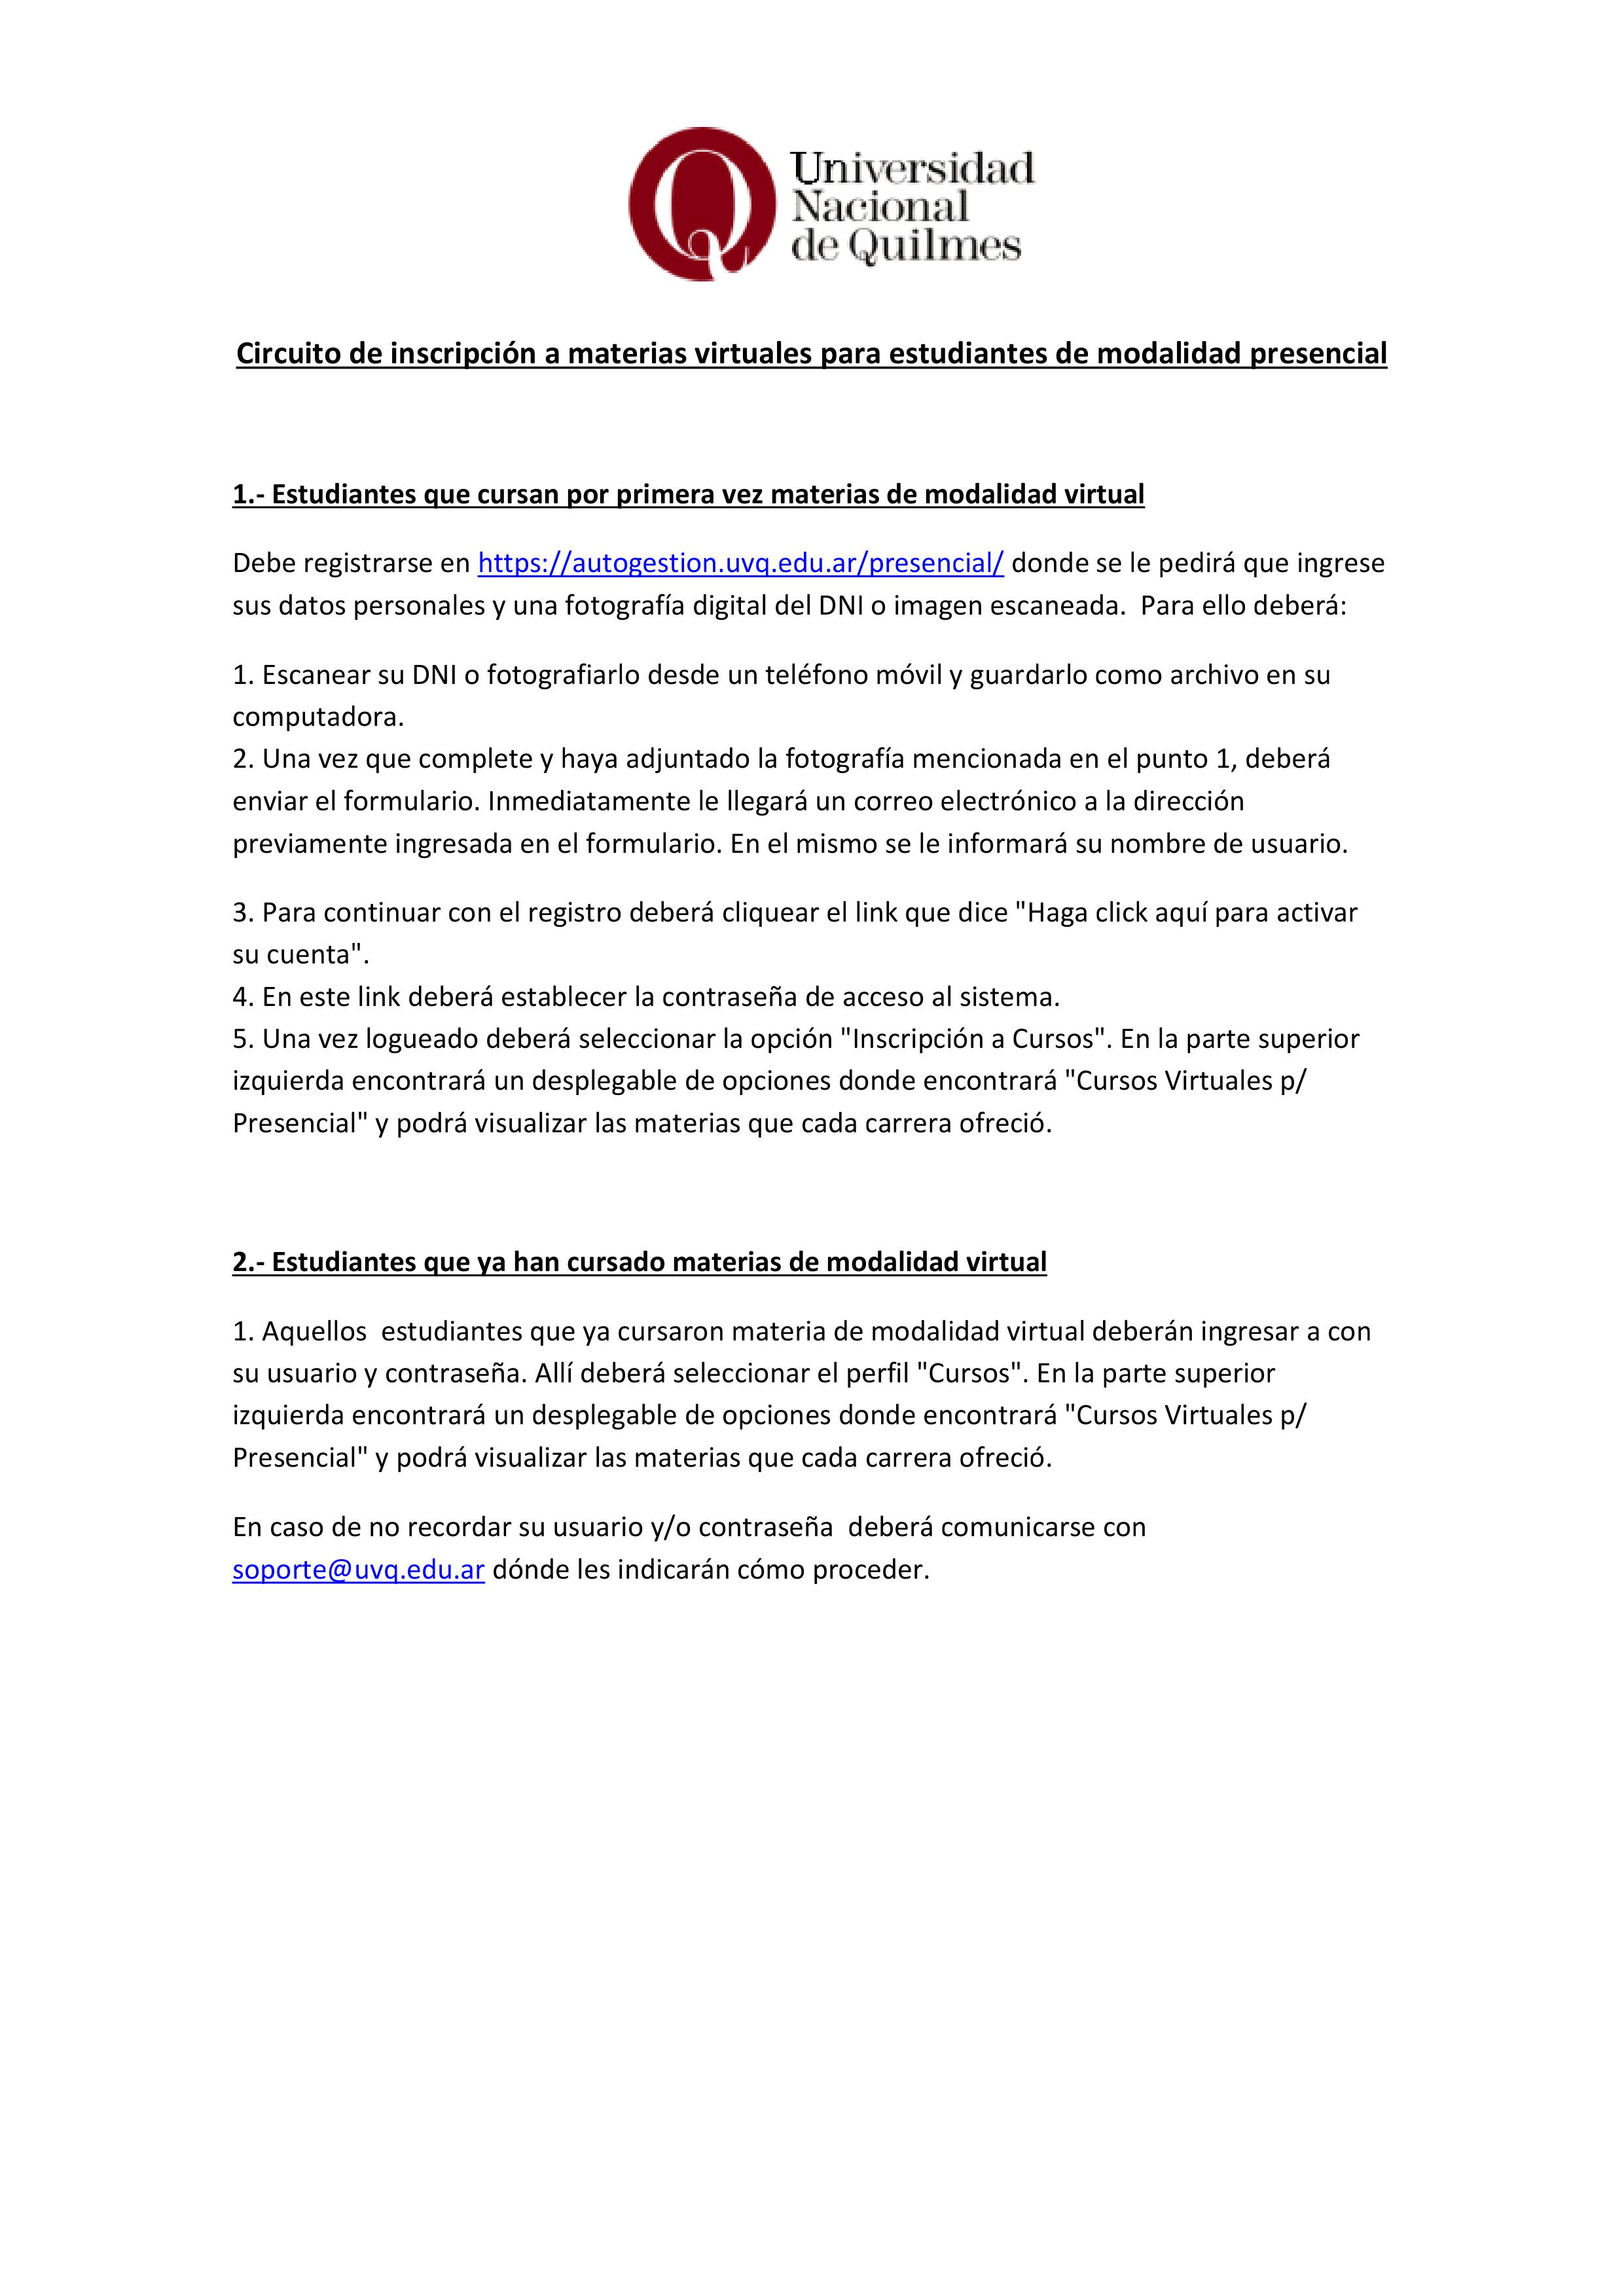 Universidad
Nacional
de Quilmes
Circuito de inscripción a materias virtuales para estudiantes de modalidad presencial
1.- Estudiantes que cursan por primera vez materias de modalidad virtual
Debe registrarse en https://autogestion.uvq.edu.ar/presencial/ donde se le pedirá que ingrese
sus datos personales y una fotografía digital del DNI o imagen escaneada.  Para ello deberá:
1. Escanear su DNI o fotografiarlo desde un teléfono móvil y guardarlo como archivo en su
computadora.
2. Una vez que complete y haya adjuntado la fotografía mencionada en el punto 1, deberá
enviar el formulario. Inmediatamente le llegará un correo electrónico a la dirección
previamente ingresada en el formulario. En el mismo se le informará su nombre de usuario.
3. Para continuar con el registro deberá cliquear el link que dice "Haga click aquí para activar
su cuenta".
4. En este link deberá establecer la contraseña de acceso al sistema.
5. Una vez logueado deberá seleccionar la opción "Inscripción a Cursos". En la parte superior
izquierda encontrará un desplegable de opciones donde encontrará "Cursos Virtuales p/
Presencial" y podrá visualizar las materias que cada carrera ofreció.
2.- Estudiantes que ya han cursado materias de modalidad virtual
1. Aquellos  estudiantes que ya cursaron materia de modalidad virtual deberán ingresar a con
su usuario y contraseña. Allí deberá seleccionar el perfil "Cursos". En la parte superior
izquierda encontrará un desplegable de opciones donde encontrará "Cursos Virtuales p/
Presencial" y podrá visualizar las materias que cada carrera ofreció.
En caso de no recordar su usuario y/o contraseña  deberá comunicarse con
soporte@uvq.edu.ar dónde les indicarán cómo proceder.